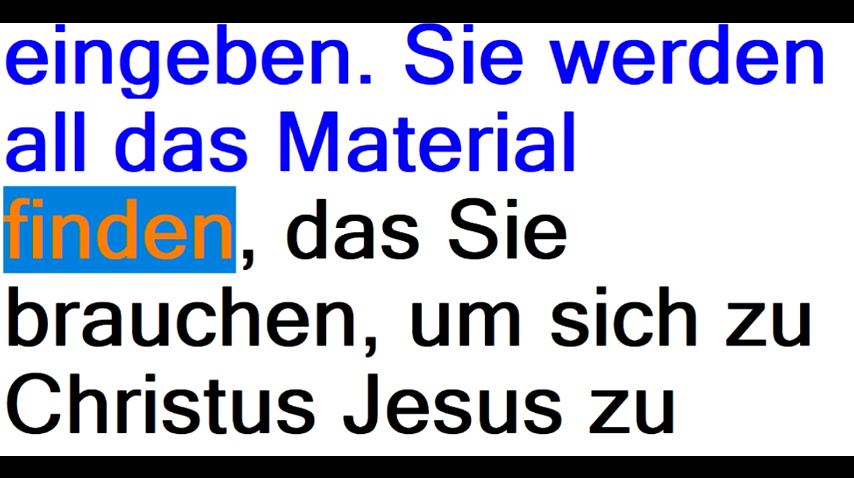 eingeben. Sie werden
all das Material
finden, das Sie
brauchen, um sich zu
Christus Jesus zu